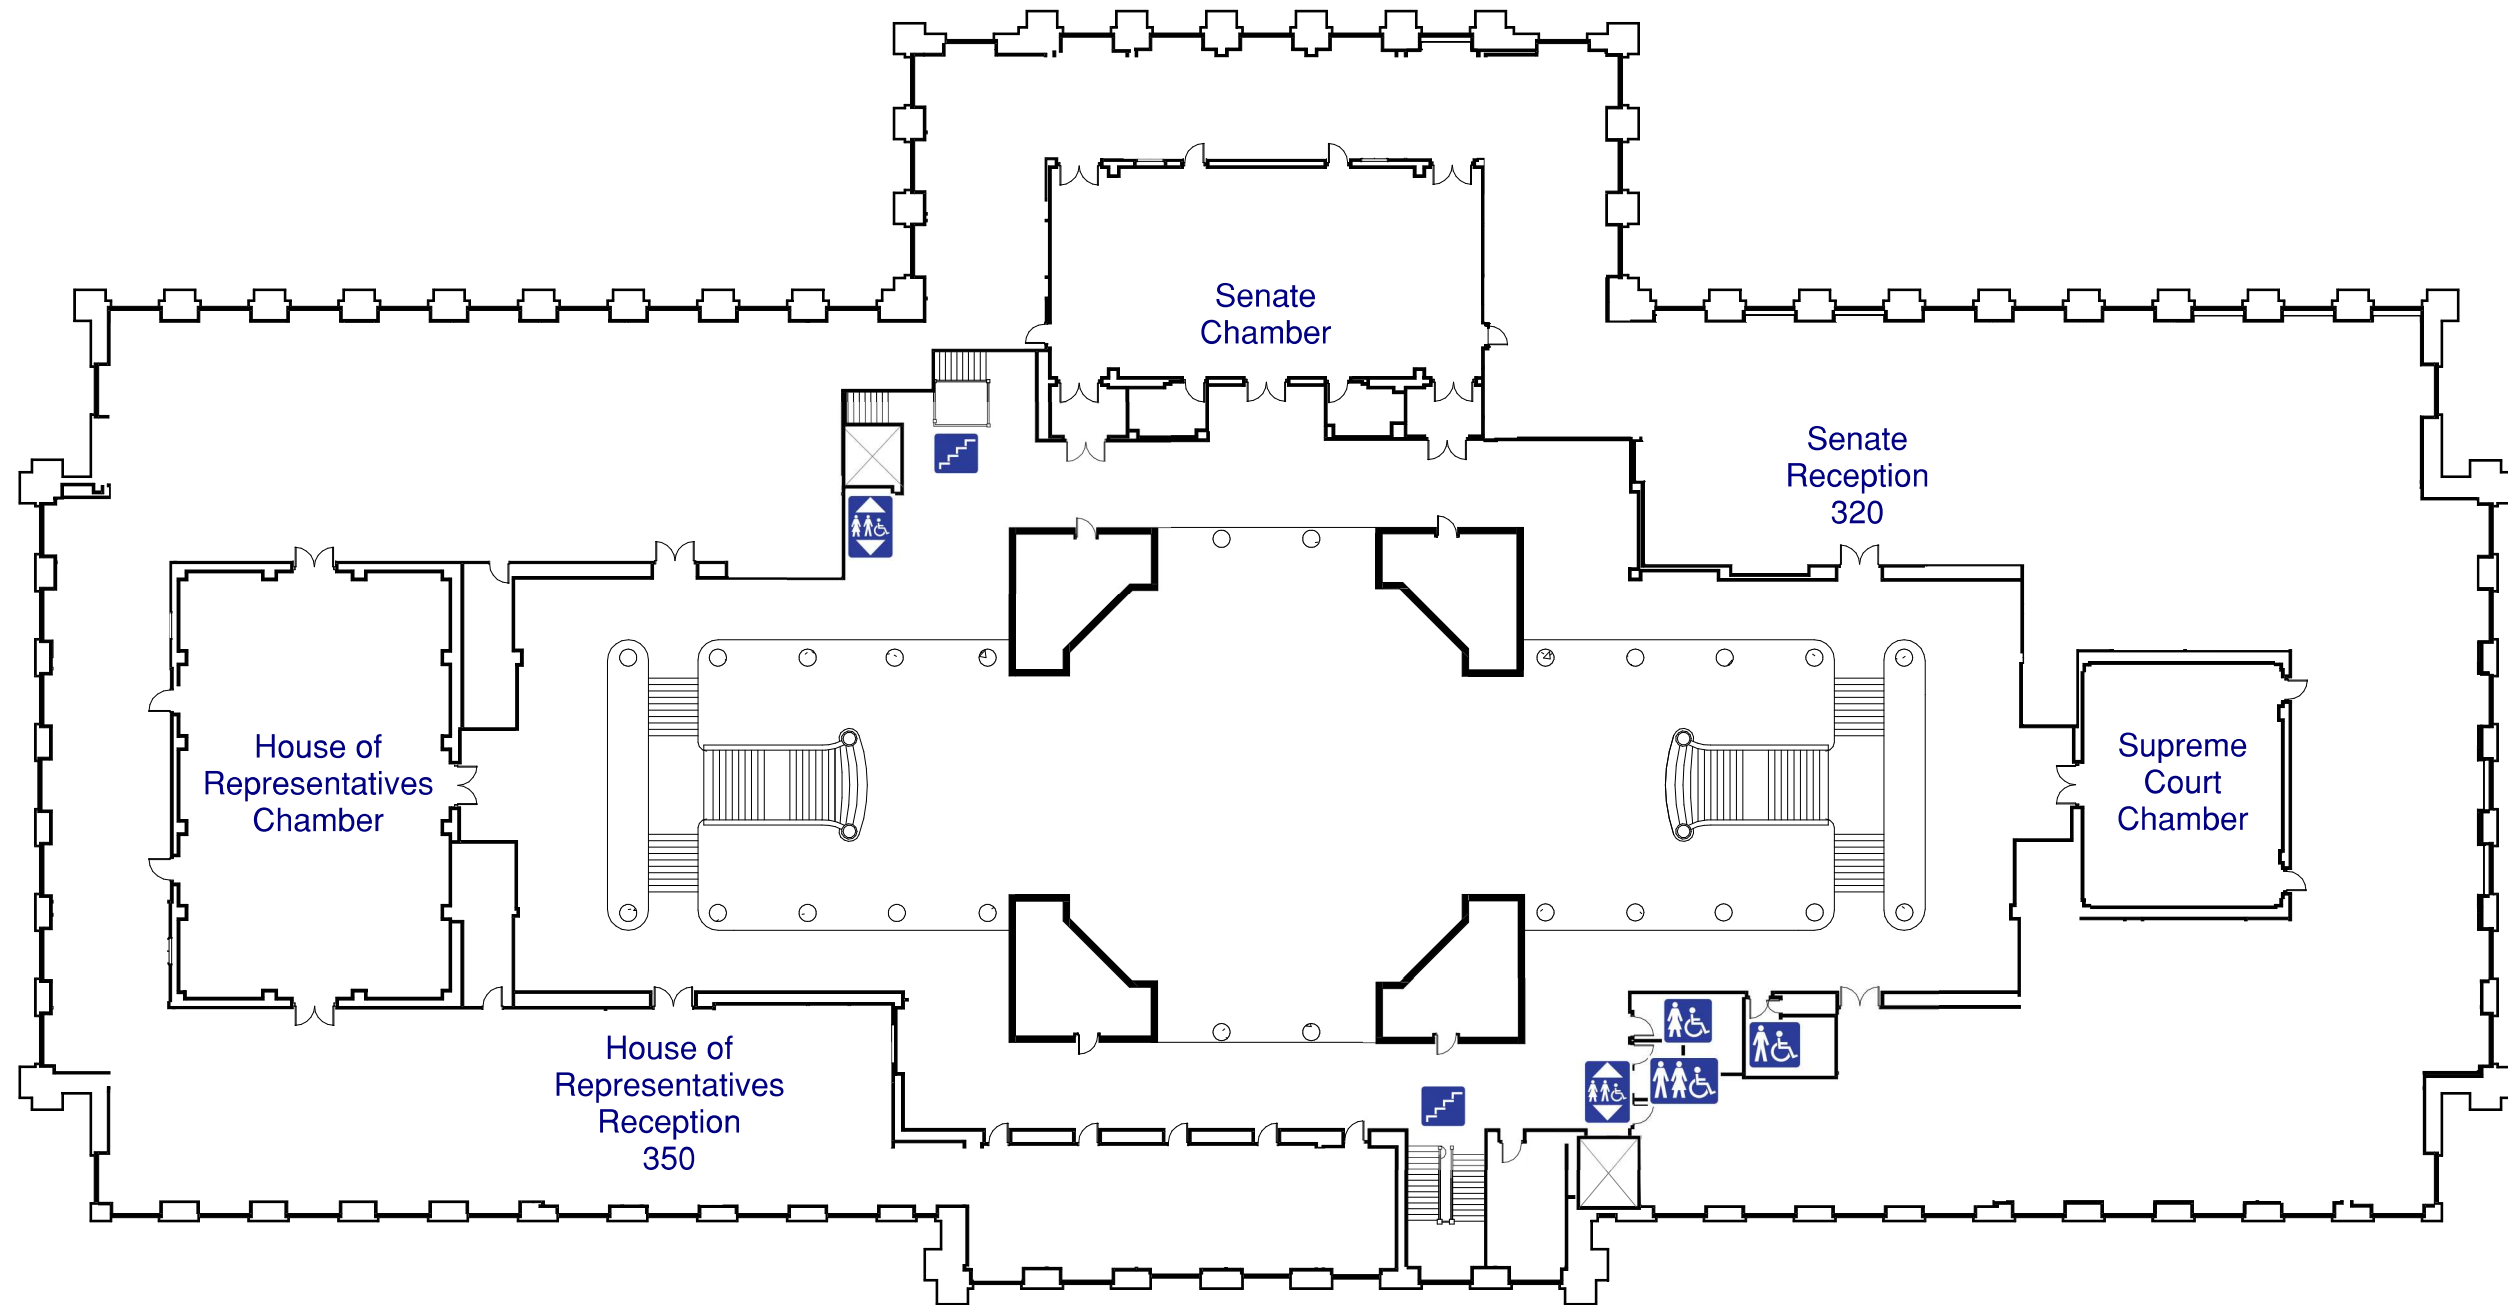 Senate
Chamber
Senate
Reception
320
House of
Representatives
Chamber
Supreme
Court
Chamber
House of
Representatives
Reception
350